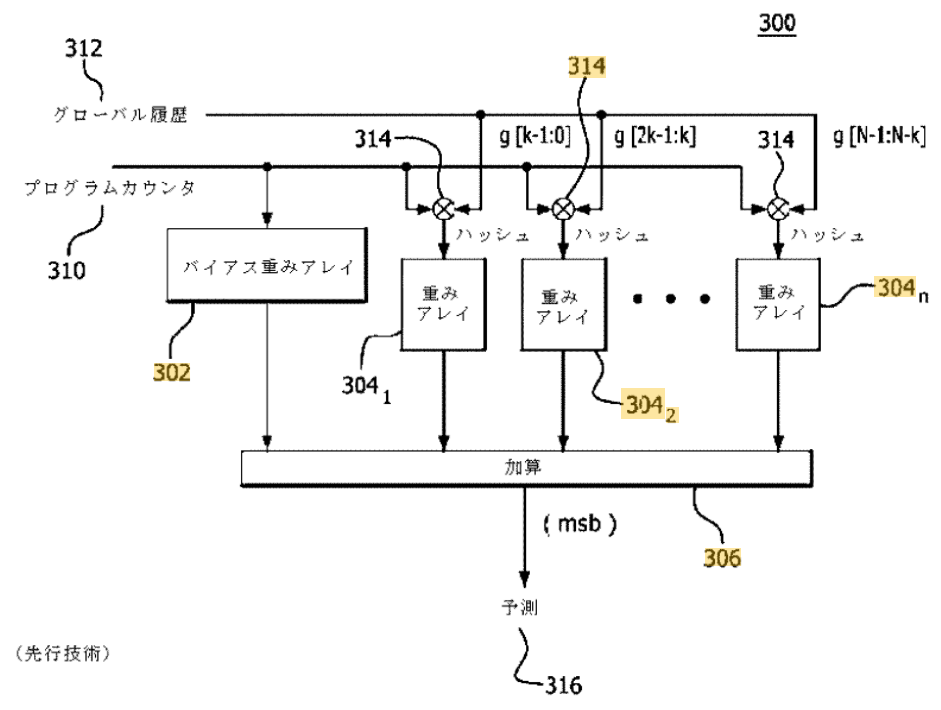 300
312
314
グローバル履歴
314
g [k-1:0]
g [2k-1:k]
314
g [N-1:N-k]
プログラムカウンタ
310
ハッシュ
ハッシュ
ハッシュ
バイアス重みアレイ
重み
アレイ
重み
アレイ
重み
アレイ
304n
302
3041
3042
加算
(msb)
306
予測
(先行技術)
316